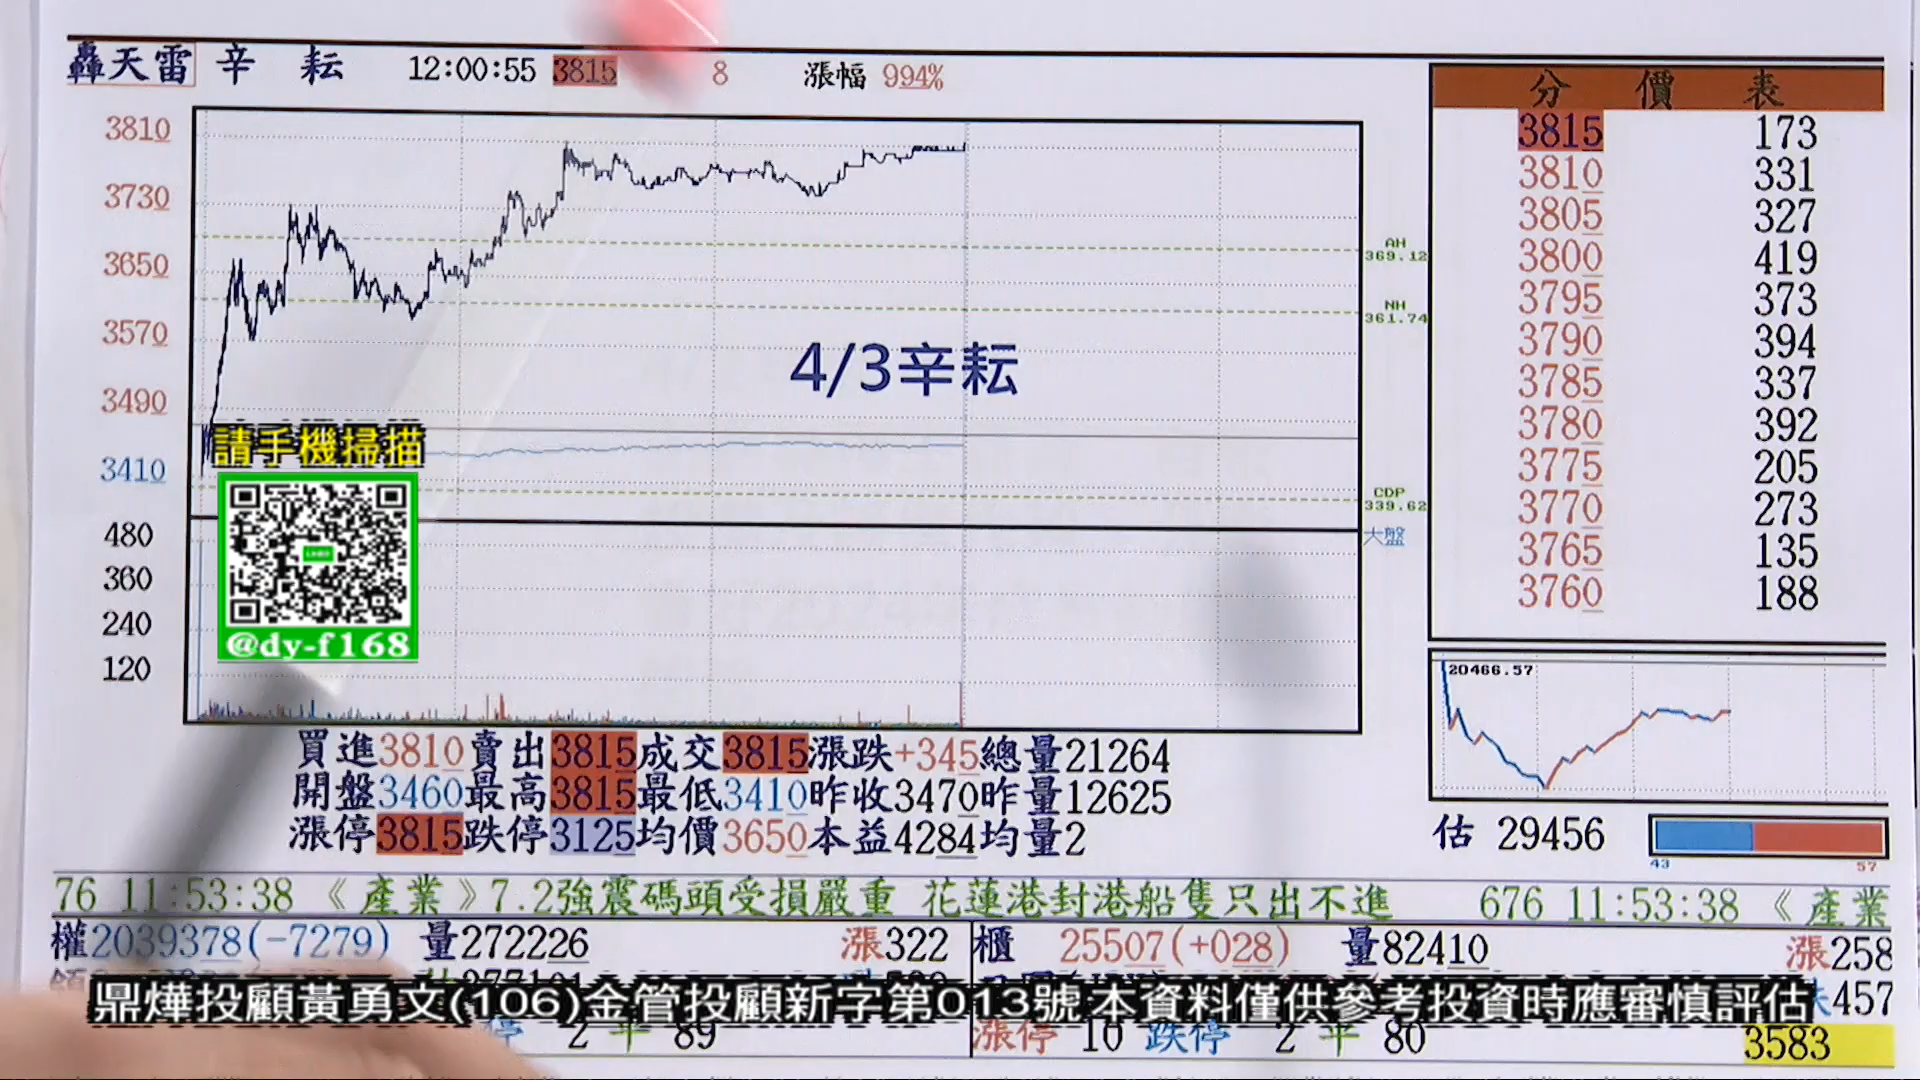 轟天雷 辛 耘 12:00:55 3815 8 漲幅 994%
分 價 表
3815 173
3810 331
3805 327
3800 419
3795 373
3790 394
3785 337
3780 392
3775 205
3770 273
3765 135
3760 188
3810
3730
3650
3570
3490
3410
480
360
240
120
AH
369.12
NH
361.74
CDP
339.62
大盤
4/3辛耘
請手機掃描
@dy-f168
20466.57
估 29456
43 57
買進3810賣出3815成交3815漲跌+345總量21264
開盤3460最高3815最低3410昨收3470昨量12625
漲停3815跌停3125均價3650本益4284均量2
76 11:53:38 《產業》7.2強震碼頭受損嚴重 花蓮港封港船隻只出不進 676 11:53:38 《產業
權2039378(-7279) 量272226 漲322 櫃 25507(+028) 量82410 漲258
457
鼎燁投顧黃勇文(106)金管投顧新字第013號 本資料僅供參考投資時應審慎評估
停 2 平 89 漲停 10 跌停 2 平 80 3583